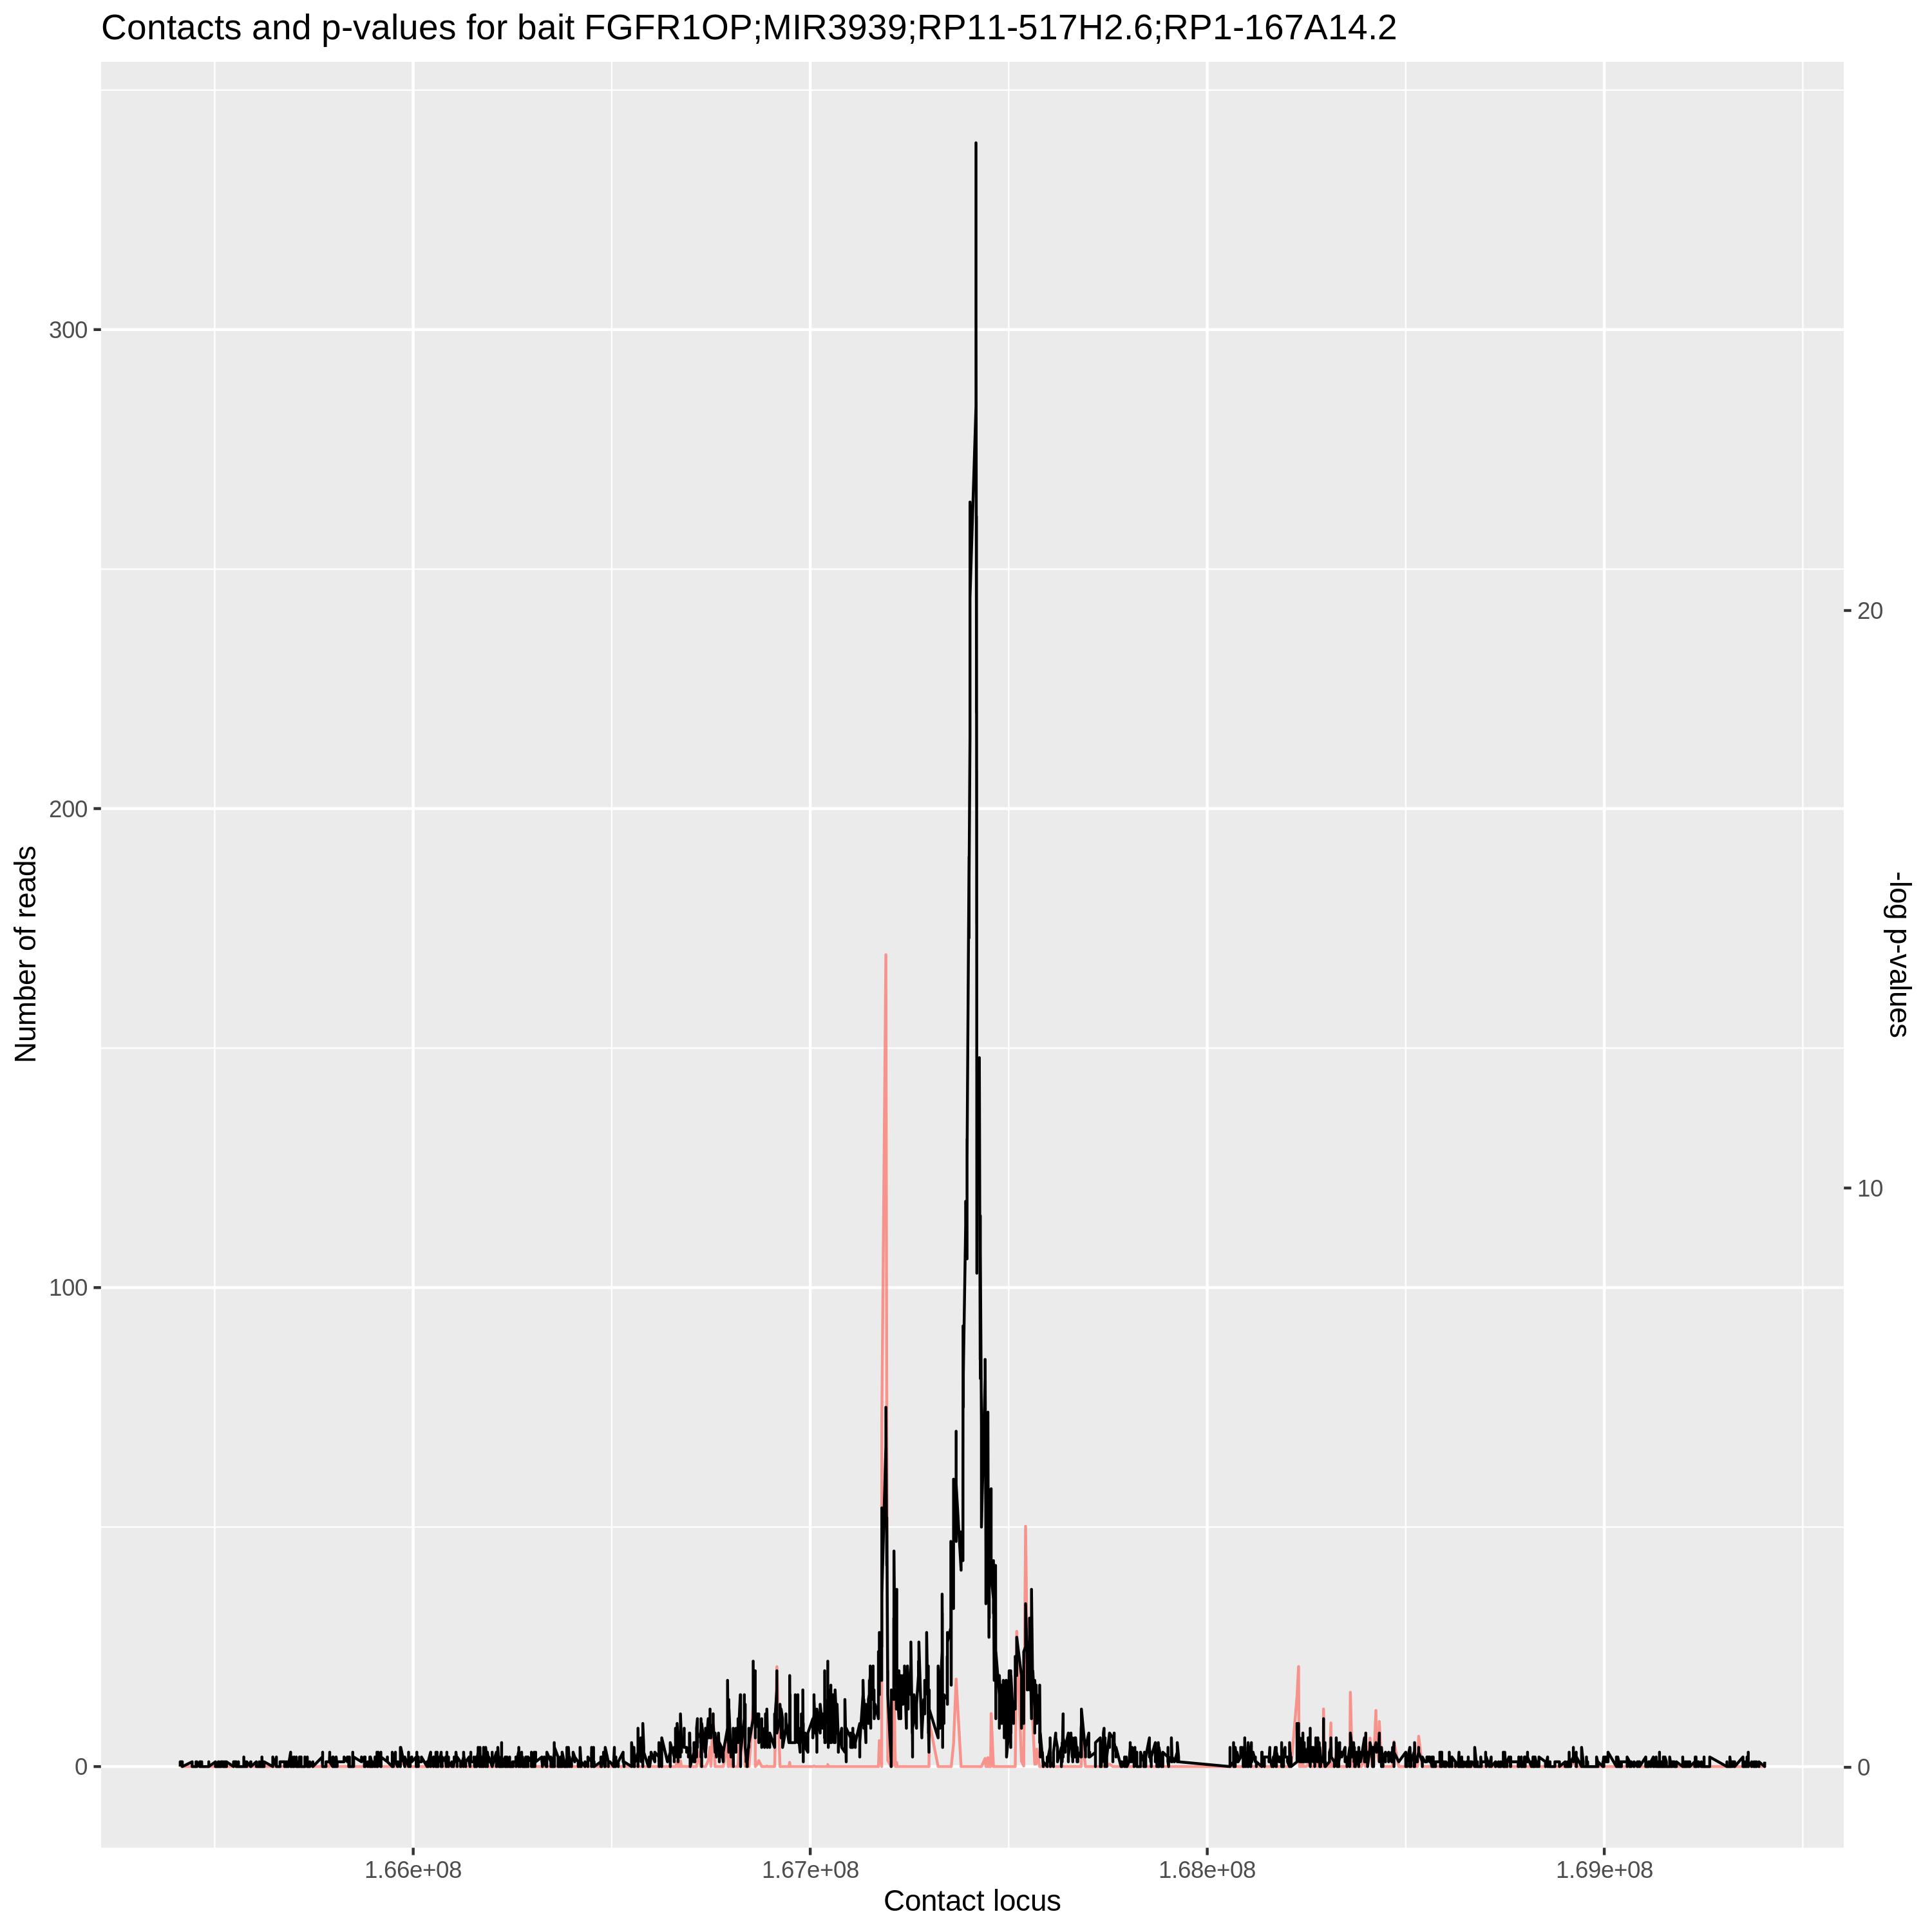 Contacts and p-values for bait FGFR1OP;MIR3939;RP11-517H2.6;RP1-167A14.2
300
200
100
0
Number of reads
20
10
0
-log p-values
1.66e+08 1.67e+08 1.68e+08 1.69e+08
Contact locus